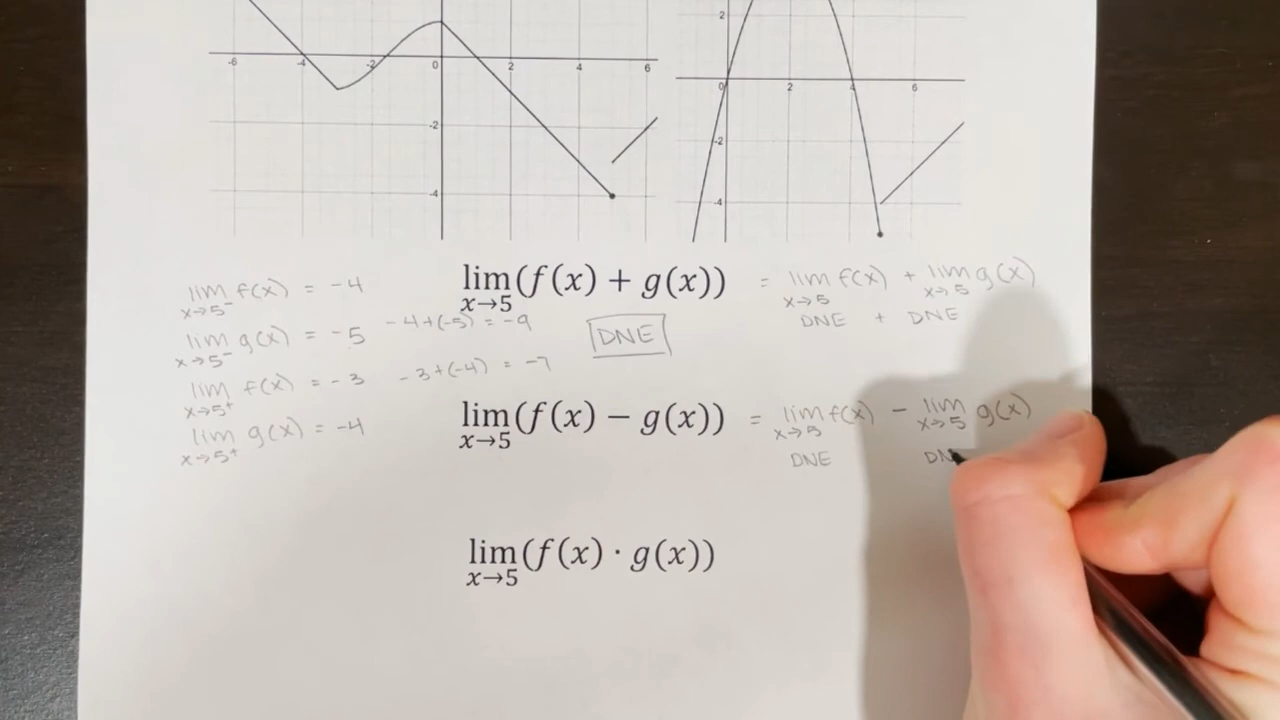 2
-6 -4 -2 0 2 4 6
0 2 4 6
-2
-2
-4
-4
lim f(x) = -4
x→5⁻
lim(f(x) + g(x)) = lim f(x) + lim g(x)
x→5 x→5 x→5
DNE + DNE
lim g(x) = -5 -4+(-5) = -9
x→5⁻
DNE
lim f(x) = -3 -3+(-4) = -7
x→5⁺
lim g(x) = -4
x→5⁺
lim(f(x) − g(x)) = lim f(x) − lim g(x)
x→5 x→5 x→5
DNE DN
lim(f(x) · g(x))
x→5